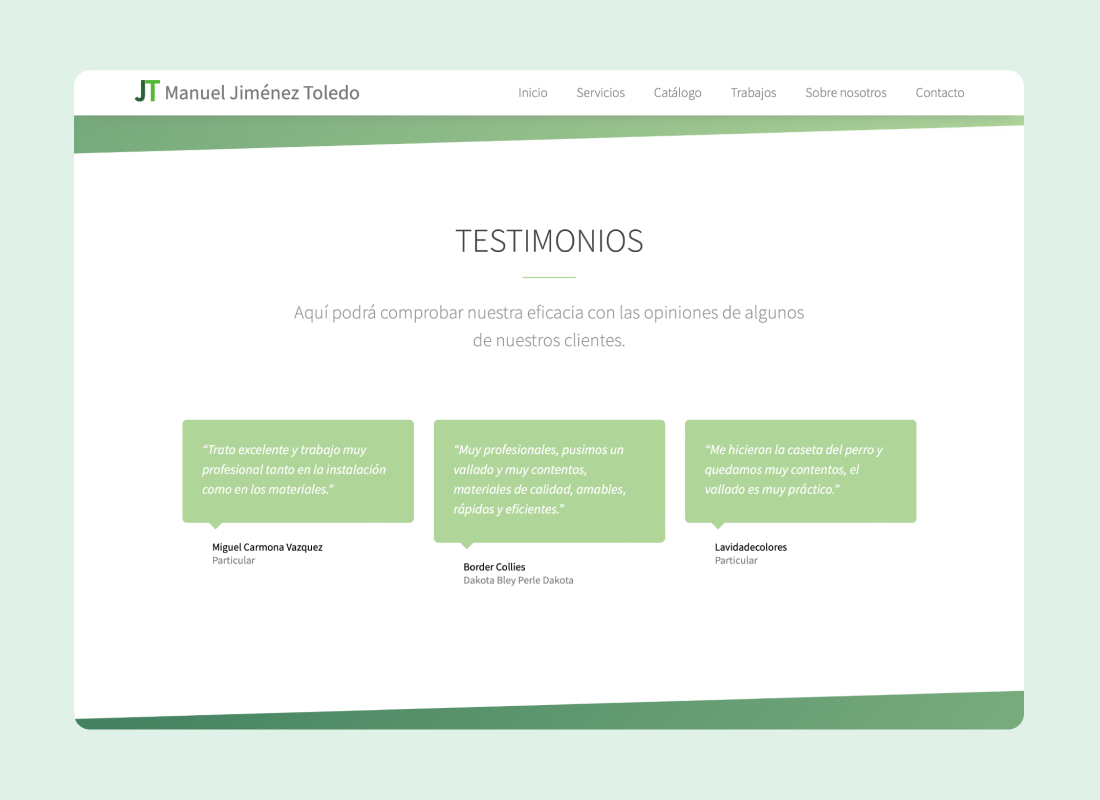 JT Manuel Jiménez Toledo
Inicio Servicios Catálogo Trabajos Sobre nosotros Contacto
TESTIMONIOS
Aquí podrá comprobar nuestra eficacia con las opiniones de algunos
de nuestros clientes.
“Trato excelente y trabajo muy
profesional tanto en la instalación
como en los materiales.”
Miguel Carmona Vazquez
Particular
“Muy profesionales, pusimos un
vallado y muy contentos,
materiales de calidad, amables,
rápidos y eficientes.”
Border Collies
Dakota Bley Perle Dakota
“Me hicieron la caseta del perro y
quedamos muy contentos, el
vallado es muy práctico.”
Lavidadecolores
Particular